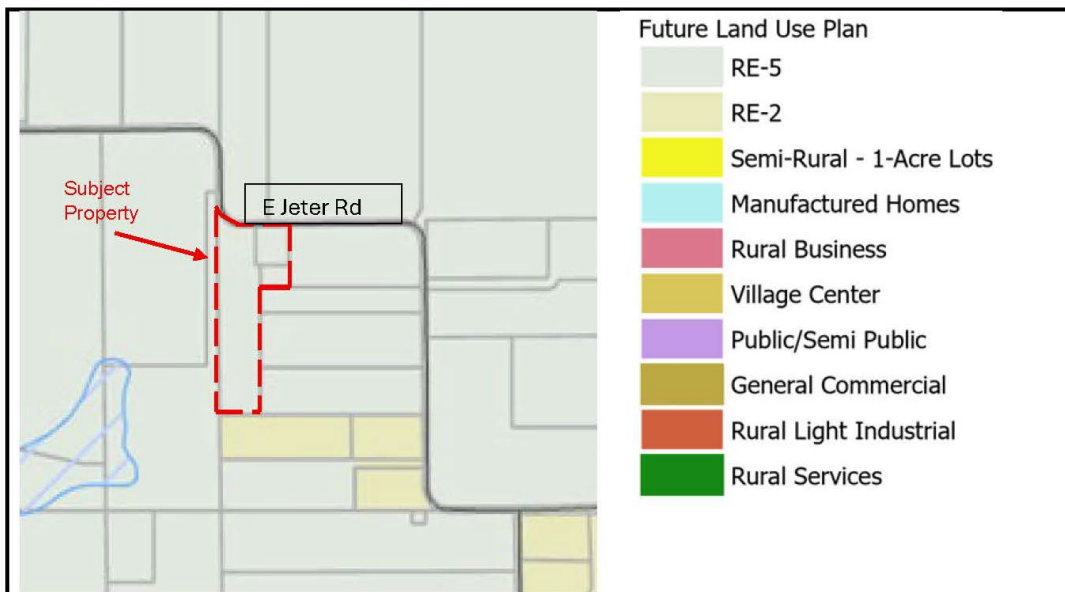 Subject
Property
E Jeter Rd
Future Land Use Plan
RE-5
RE-2
Semi-Rural - 1-Acre Lots
Manufactured Homes
Rural Business
Village Center
Public/Semi Public
General Commercial
Rural Light Industrial
Rural Services